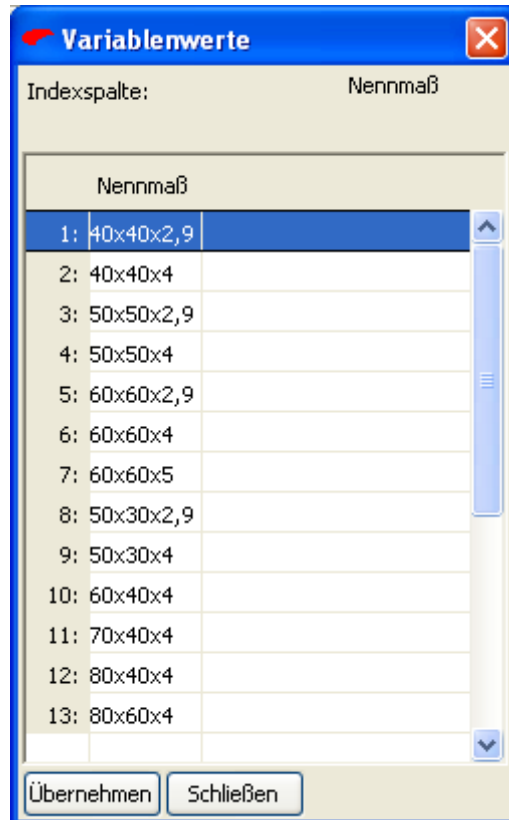 Variablenwerte
Indexspalte: Nennmaß
Nennmaß
1: 40x40x2,9
2: 40x40x4
3: 50x50x2,9
4: 50x50x4
5: 60x60x2,9
6: 60x60x4
7: 60x60x5
8: 50x30x2,9
9: 50x30x4
10: 60x40x4
11: 70x40x4
12: 80x40x4
13: 80x60x4
Übernehmen Schließen